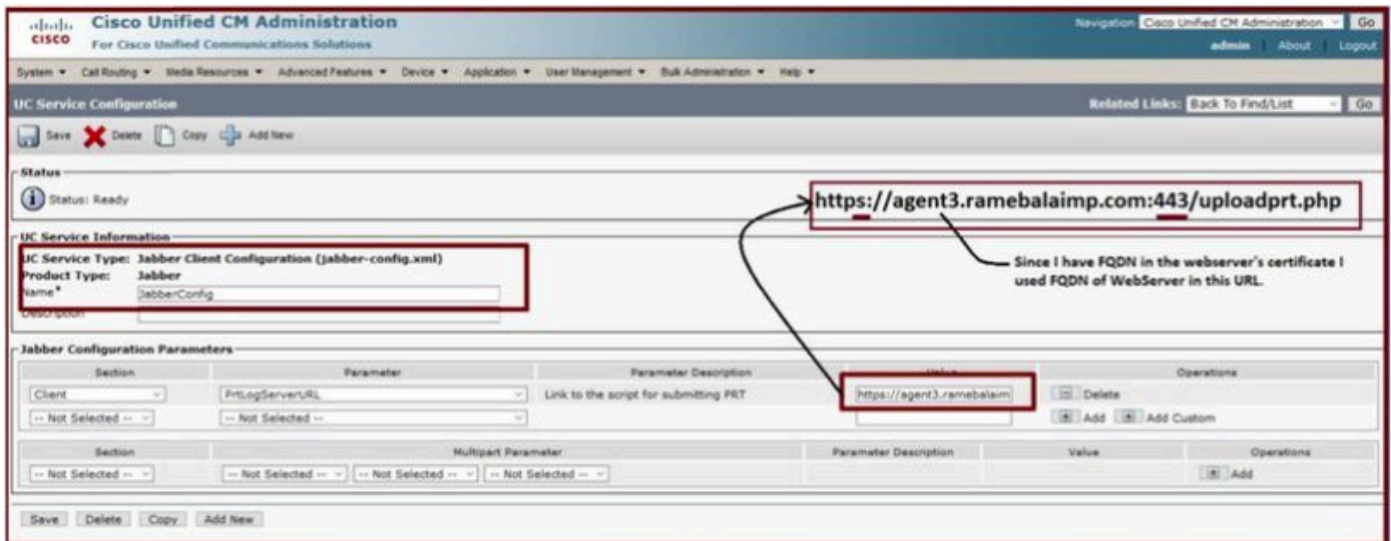 Cisco Unified CM Administration
CISCO
For Cisco Unified Communications Solutions
Navigation Cisco Unified CM Administration Go
admin About Logout
System Call Routing Media Resources Advanced Features Device Application User Management Bulk Administration Help
UC Service Configuration
Related Links: Back To Find/List Go
Save Delete Copy Add New
Status
Status: Ready
https://agent3.ramebalaimp.com:443/uploadprt.php
UC Service Information
UC Service Type: Jabber Client Configuration (jabber-config.xml)
Product Type: Jabber
Name* JabberConfig
Description
Since I have FQDN in the webserver's certificate I
used FQDN of WebServer in this URL.
Jabber Configuration Parameters
Section Parameter Parameter Description Value Operations
Client PrtLogServerURL Link to the script for submitting PRT https://agent3.ramebalaim Delete
-- Not Selected -- -- Not Selected -- Add Add Custom
Section Multipart Parameter Parameter Description Value Operations
-- Not Selected -- -- Not Selected -- -- Not Selected -- -- Not Selected -- Add
Save Delete Copy Add New